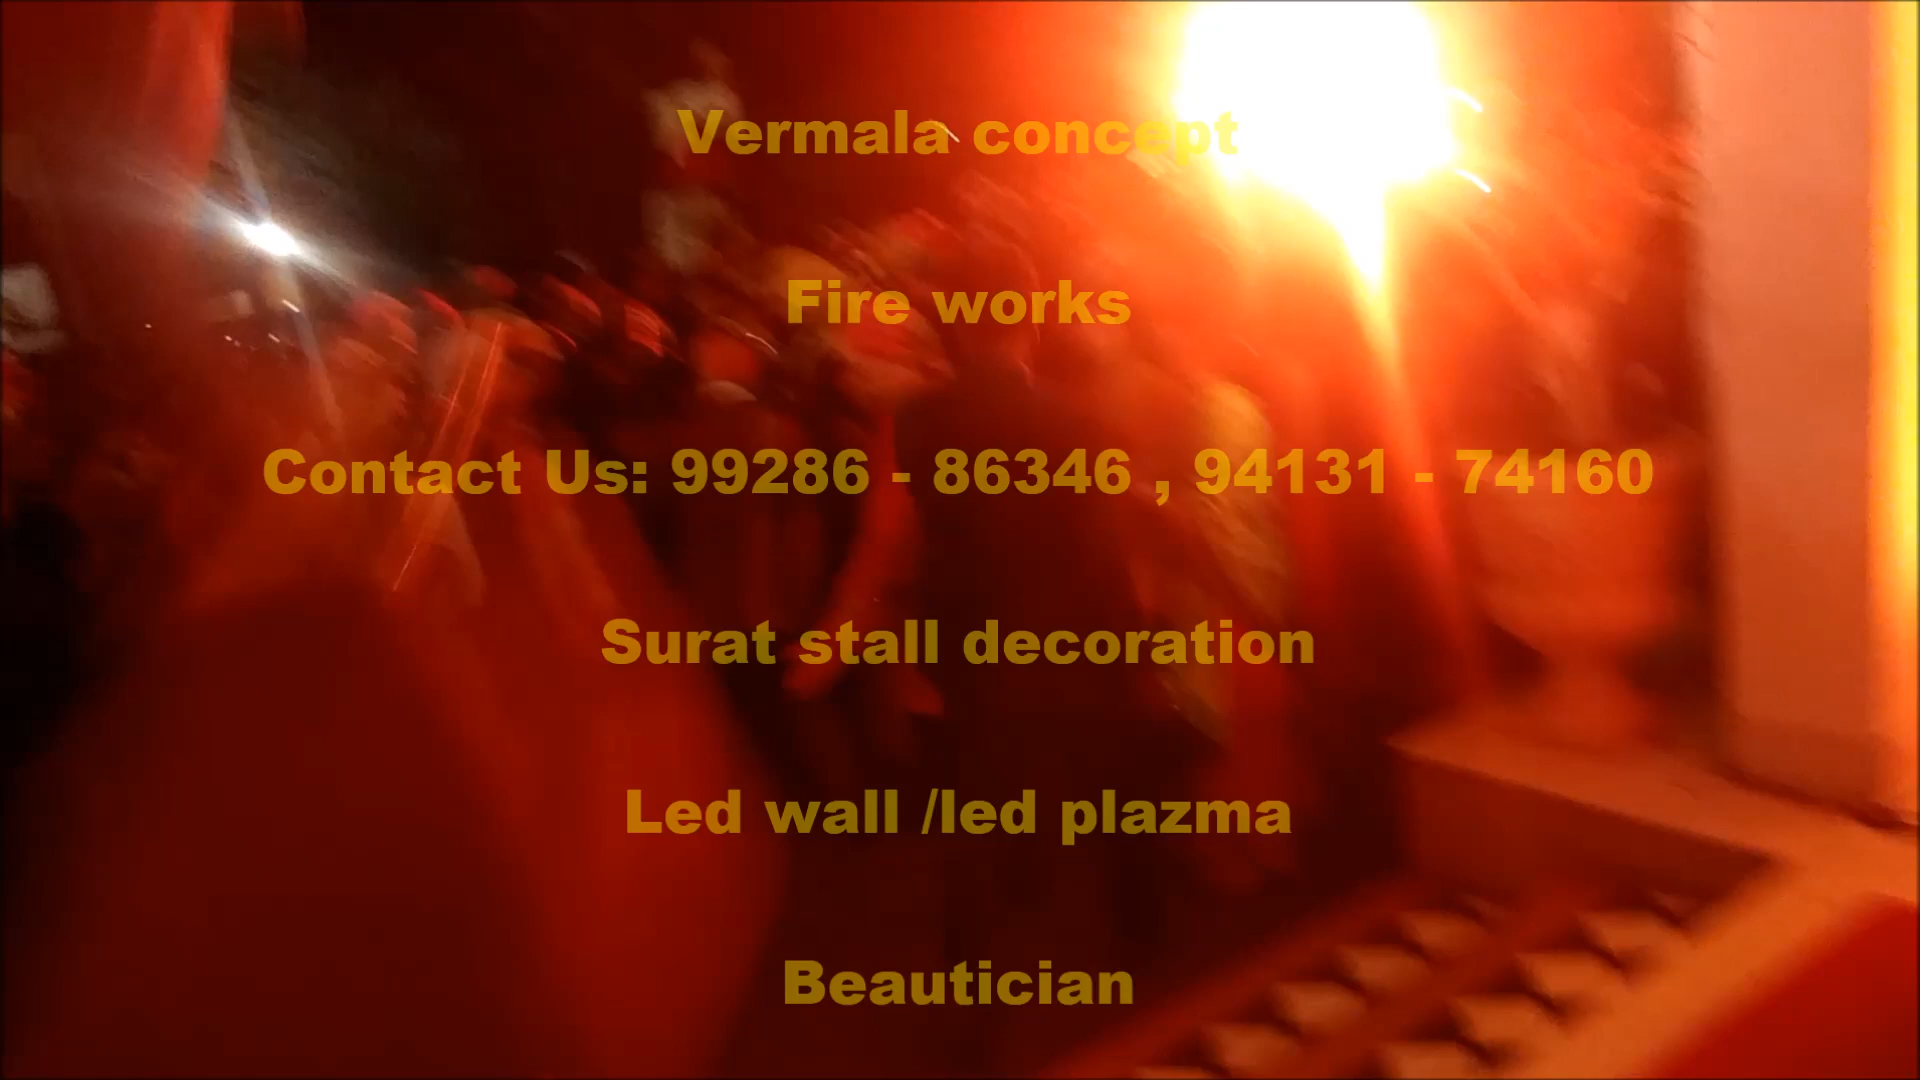 Vermala concept
Fire works
Contact Us: 99286 - 86346 , 94131 - 74160
Surat stall decoration
Led wall /led plazma
Beautician